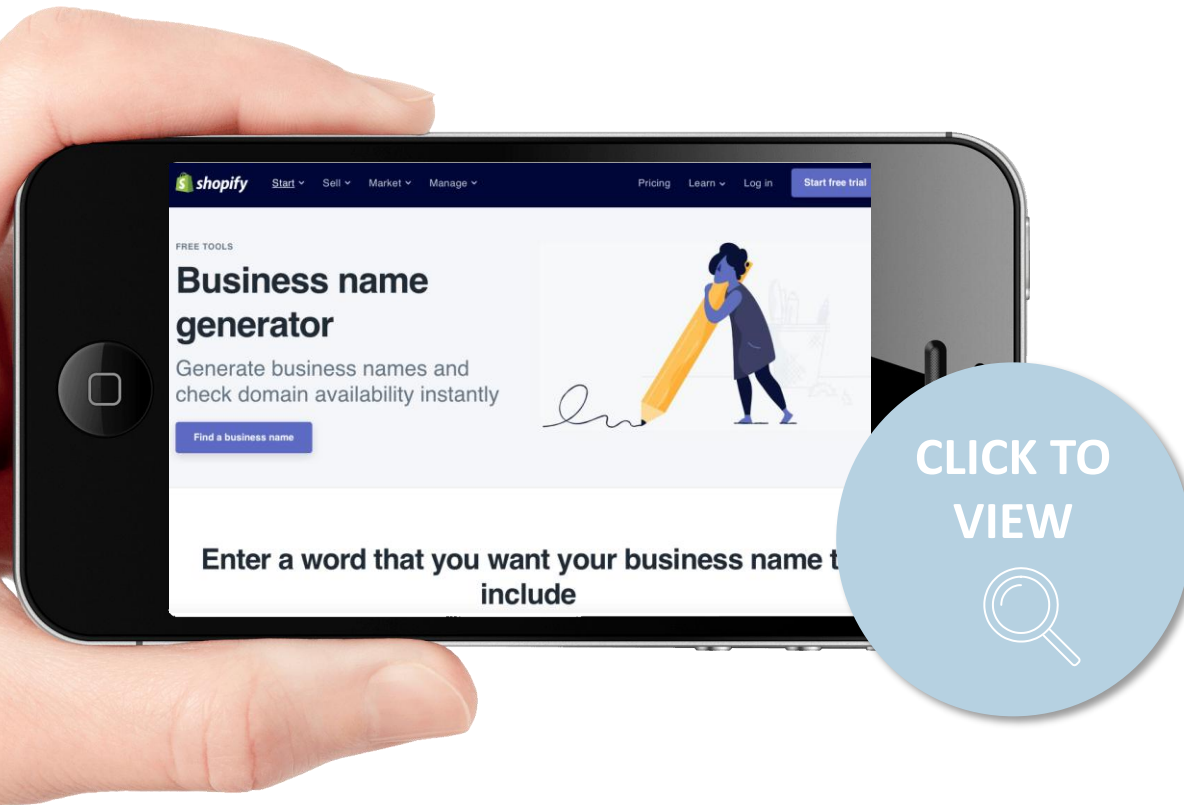 shopify Start Sell Market Manage Pricing Learn Log in Start free trial
FREE TOOLS
Business name
generator
Generate business names and
check domain availability instantly
Find a business name
Enter a word that you want your business name t
include
CLICK TO
VIEW